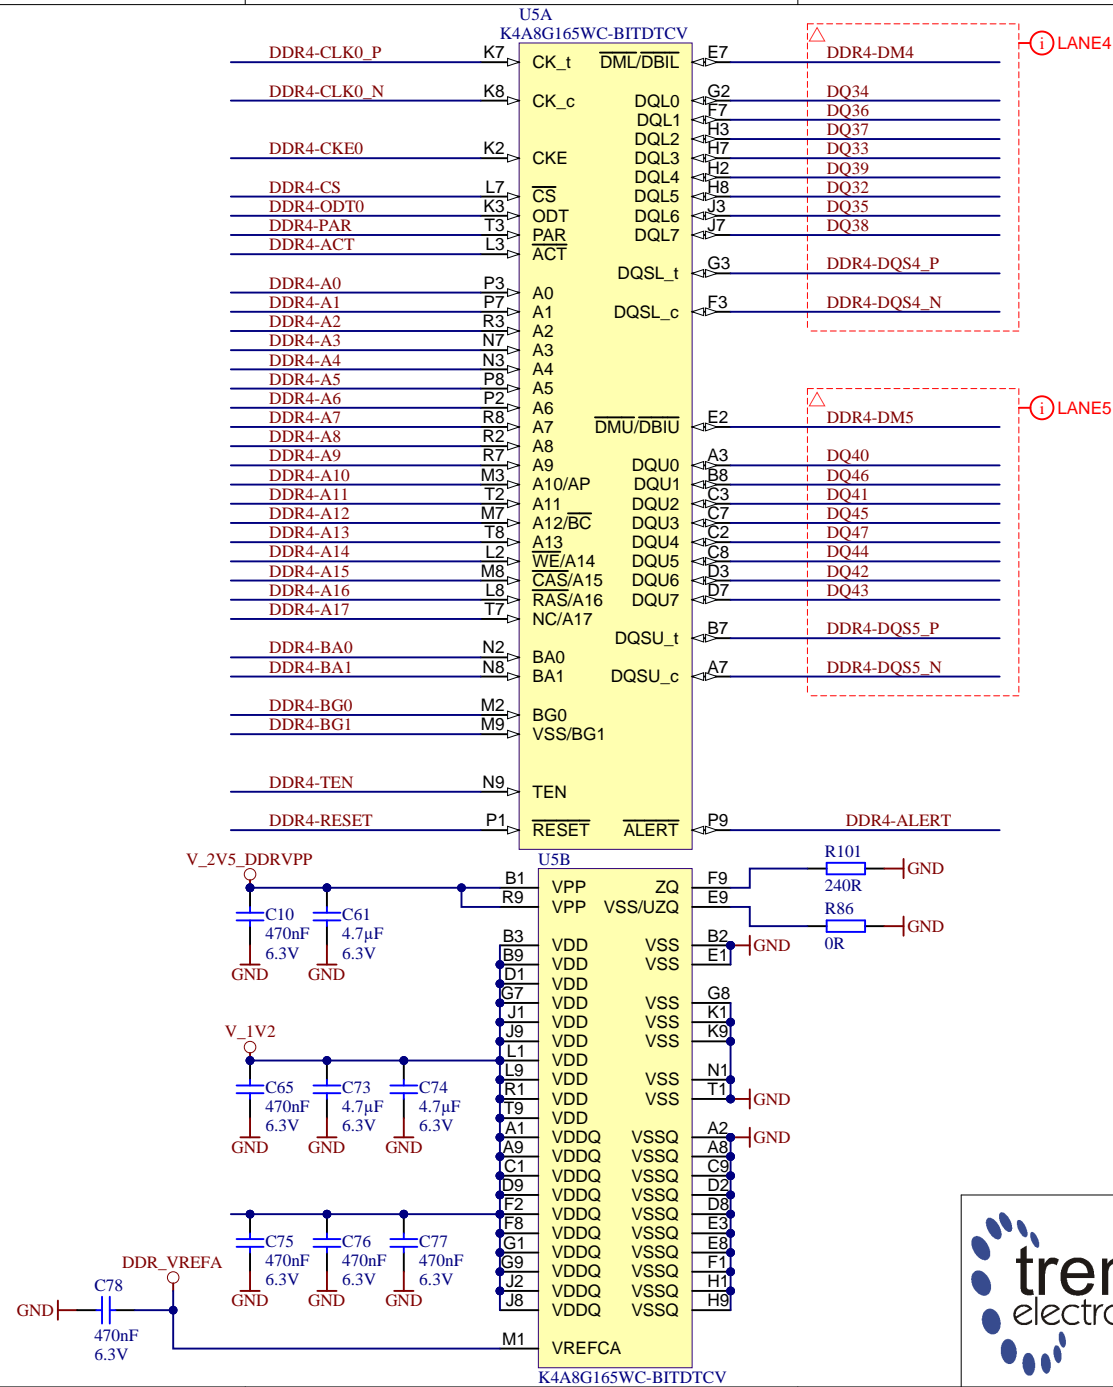 U5A
K4A8G165WC-BITDTCV
DDR4-CLK0_P K7 CK_t DML/DBIL E7 DDR4-DM4
LANE4
DDR4-CLK0_N K8 CK_c DQL0 G2 DQ34
DQL1 F7 DQ36
DQL2 H3 DQ37
DDR4-CKE0 K2 CKE DQL3 H7 DQ33
DQL4 H2 DQ39
DDR4-CS L7 CS DQL5 H8 DQ32
DDR4-ODT0 K3 ODT DQL6 J3 DQ35
DDR4-PAR T3 PAR DQL7 J7 DQ38
DDR4-ACT L3 ACT
DQSL_t G3 DDR4-DQS4_P
DDR4-A0 P3 A0
DDR4-A1 P7 A1 DQSL_c F3 DDR4-DQS4_N
DDR4-A2 R3 A2
DDR4-A3 N7 A3
DDR4-A4 N3 A4
DDR4-A5 P8 A5
DDR4-A6 P2 A6
LANE5
DDR4-A7 R8 A7 DMU/DBIU E2 DDR4-DM5
DDR4-A8 R2 A8
DDR4-A9 R7 A9 DQU0 A3 DQ40
DDR4-A10 M3 A10/AP DQU1 B8 DQ46
DDR4-A11 T2 A11 DQU2 C3 DQ41
DDR4-A12 M7 A12/BC DQU3 C7 DQ45
DDR4-A13 T8 A13 DQU4 C2 DQ47
DDR4-A14 L2 WE/A14 DQU5 C8 DQ44
DDR4-A15 M8 CAS/A15 DQU6 D3 DQ42
DDR4-A16 L8 RAS/A16 DQU7 D7 DQ43
DDR4-A17 T7 NC/A17
DQSU_t B7 DDR4-DQS5_P
DDR4-BA0 N2 BA0
DDR4-BA1 N8 BA1 DQSU_c A7 DDR4-DQS5_N
DDR4-BG0 M2 BG0
DDR4-BG1 M9 VSS/BG1
DDR4-TEN N9 TEN
DDR4-RESET P1 RESET ALERT P9 DDR4-ALERT
U5B
V_2V5_DDRVPP
B1 VPP ZQ F9 R101 240R GND
R9 VPP VSS/UZQ E9 R86 0R GND
C10 470nF 6.3V GND
C61 4.7µF 6.3V GND
B3 VDD VSS B2 GND
B9 VDD VSS E1
D1 VDD
G7 VDD VSS G8
J1 VDD VSS K1
J9 VDD VSS K9
V_1V2
L1 VDD
L9 VDD VSS N1
R1 VDD VSS T1 GND
T9 VDD
C65 470nF 6.3V GND
C73 4.7µF 6.3V GND
C74 4.7µF 6.3V GND
A1 VDDQ VSSQ A2 GND
A9 VDDQ VSSQ A8
C1 VDDQ VSSQ C9
D9 VDDQ VSSQ D2
F2 VDDQ VSSQ D8
F8 VDDQ VSSQ E3
G1 VDDQ VSSQ E8
G9 VDDQ VSSQ F1
J2 VDDQ VSSQ H1
J8 VDDQ VSSQ H9
C75 470nF 6.3V GND
C76 470nF 6.3V GND
C77 470nF 6.3V GND
DDR_VREFA
GND C78 470nF 6.3V
M1 VREFCA
K4A8G165WC-BITDTCV
tren
electro